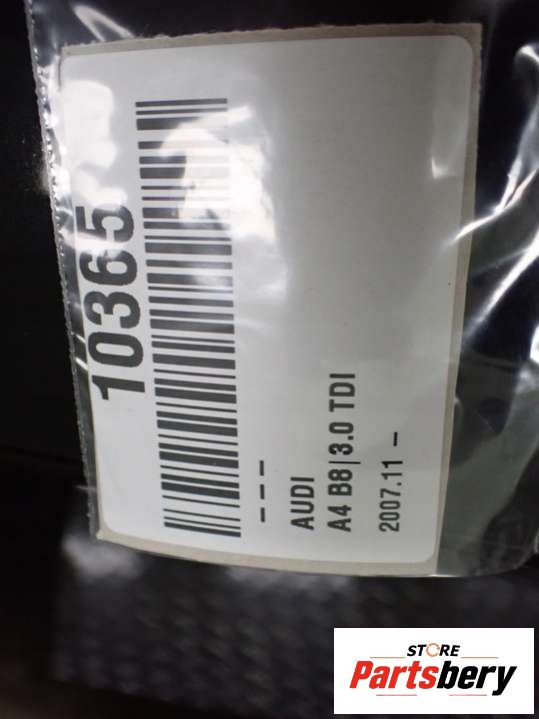 10365
- - -
AUDI
A4 B8|3.0 TDI
2007.11 -
STORE
Partsbery